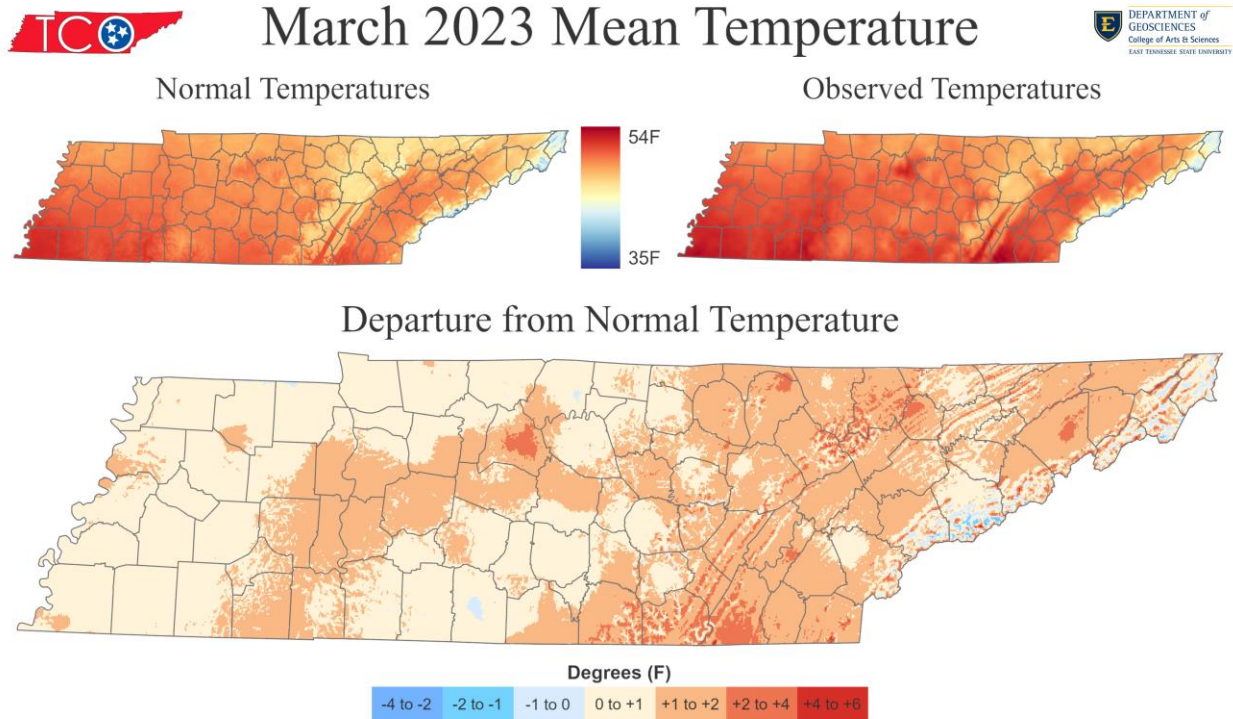 TCO
March 2023 Mean Temperature
DEPARTMENT of
GEOSCIENCES
College of Arts & Sciences
EAST TENNESSEE STATE UNIVERSITY
Normal Temperatures
Observed Temperatures
54F
35F
Departure from Normal Temperature
Degrees (F)
-4 to -2 -2 to -1 -1 to 0 0 to +1 +1 to +2 +2 to +4 +4 to +6